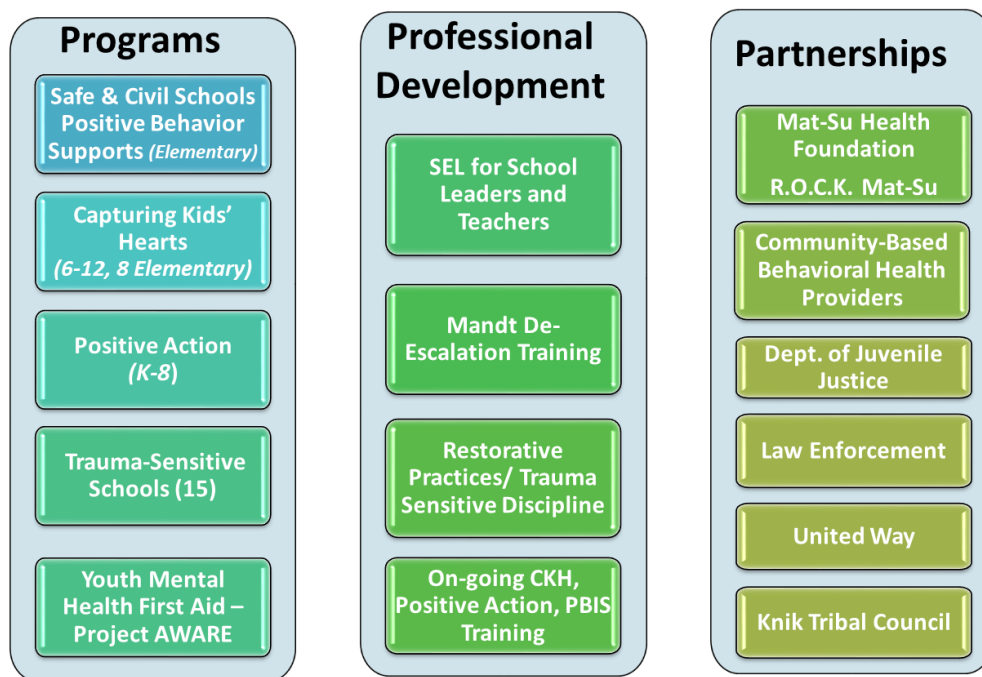 Programs
Safe & Civil Schools
Positive Behavior
Supports (Elementary)
Capturing Kids'
Hearts
(6-12, 8 Elementary)
Positive Action
(K-8)
Trauma-Sensitive
Schools (15)
Youth Mental
Health First Aid –
Project AWARE
Professional
Development
SEL for School
Leaders and
Teachers
Mandt De-
Escalation Training
Restorative
Practices/ Trauma
Sensitive Discipline
On-going CKH,
Positive Action, PBIS
Training
Partnerships
Mat-Su Health
Foundation
R.O.C.K. Mat-Su
Community-Based
Behavioral Health
Providers
Dept. of Juvenile
Justice
Law Enforcement
United Way
Knik Tribal Council